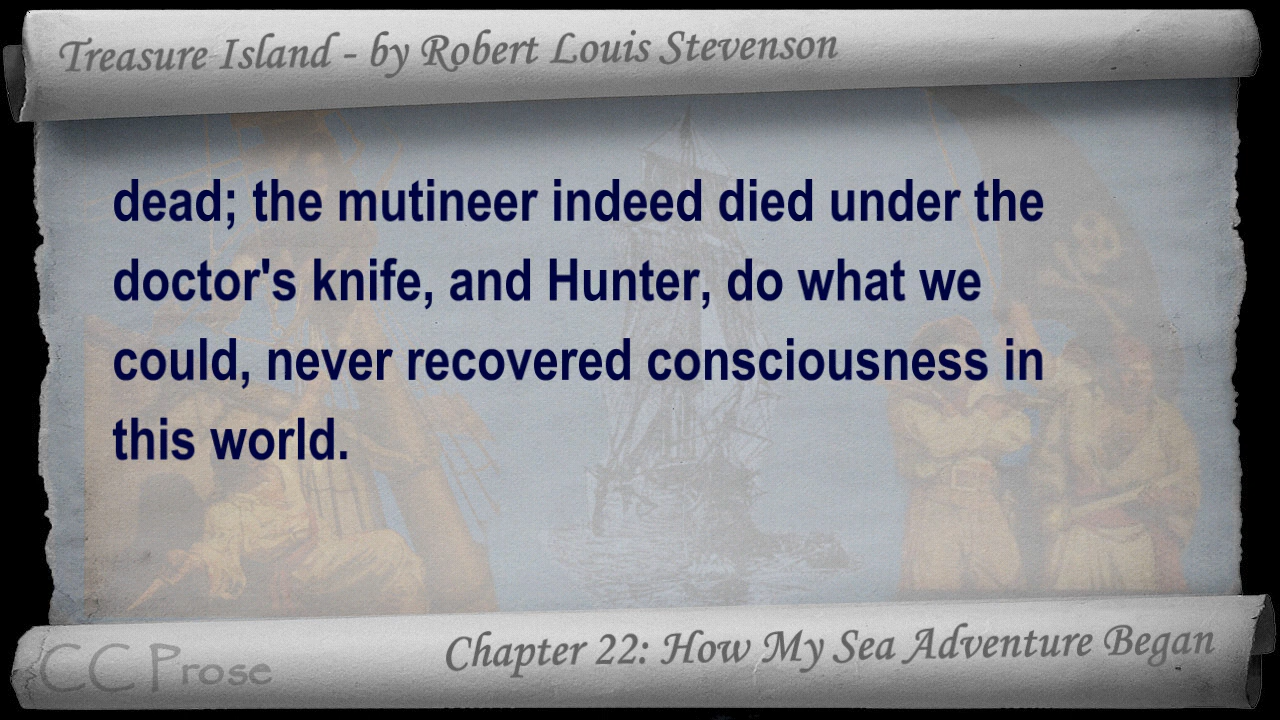 Treasure Island - by Robert Louis Stevenson
dead; the mutineer indeed died under the
doctor's knife, and Hunter, do what we
could, never recovered consciousness in
this world.
Chapter 22: How My Sea Adventure Began
CC Prose